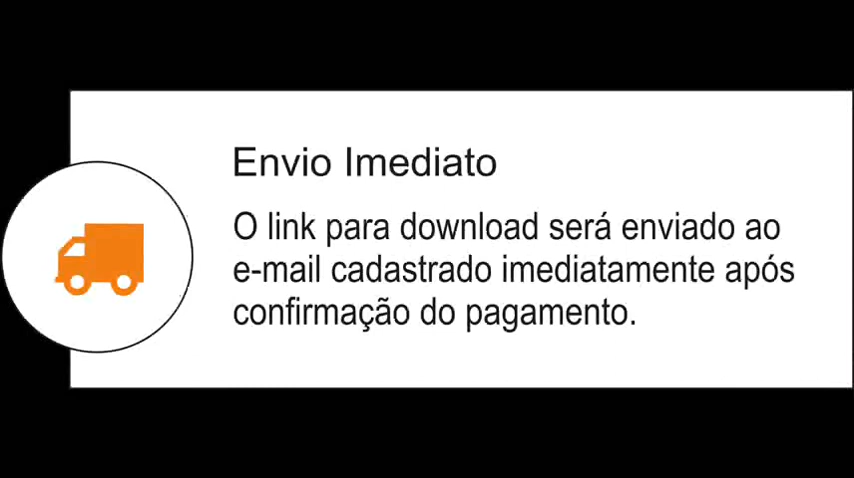 Envio Imediato
O link para download será enviado ao
e-mail cadastrado imediatamente após
confirmação do pagamento.